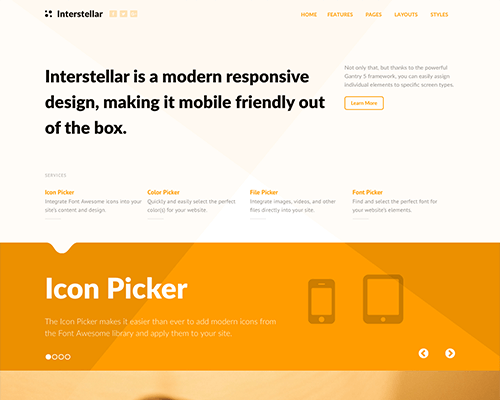 Interstellar
HOME FEATURES PAGES LAYOUTS STYLES
Interstellar is a modern responsive
design, making it mobile friendly out
of the box.
Not only that, but thanks to the powerful
Gantry 5 framework, you can easily assign
individual elements to specific screen types.
Learn More
SERVICES
Icon Picker
Integrate Font Awesome icons into your
site's content and design.
Color Picker
Quickly and easily select the perfect
color(s) for your website.
File Picker
Integrate images, videos, and other
files directly into your site.
Font Picker
Find and select the perfect font for
your website's elements.
Icon Picker
The Icon Picker makes it easier than ever to add modern icons from
the Font Awesome library and apply them to your site.